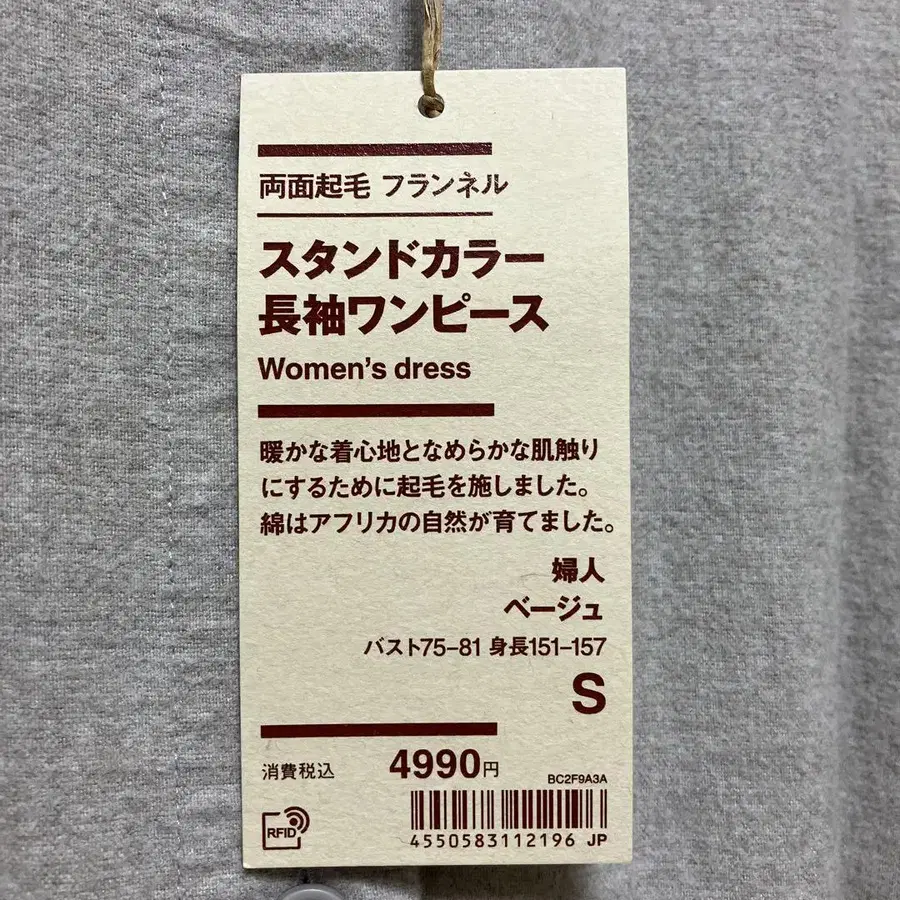 両面起毛 フランネル
スタンドカラー
長袖ワンピース
Women's dress
暖かな着心地となめらかな肌触り
にするために起毛を施しました。
綿はアフリカの自然が育てました。
婦人
ベージュ
バスト75–81 身長151–157
S
消費税込 4990円
BC2F9A3A
RFID
4550583112196 JP